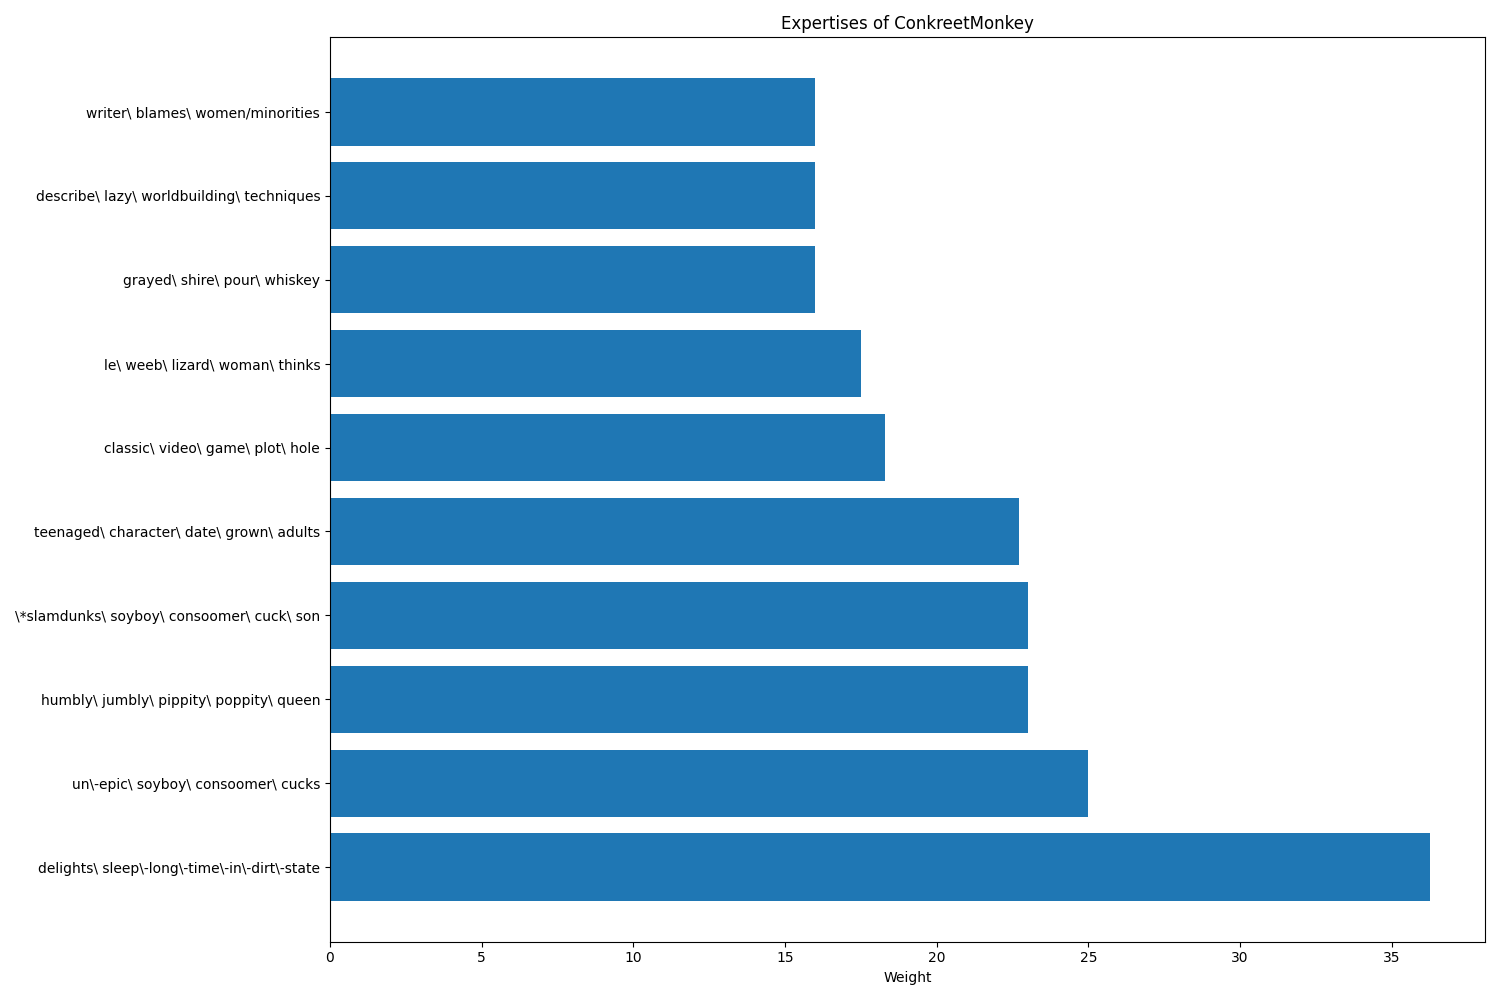 Expertises of ConkreetMonkey
writer\ blames\ women/minorities
describe\ lazy\ worldbuilding\ techniques
grayed\ shire\ pour\ whiskey
le\ weeb\ lizard\ woman\ thinks
classic\ video\ game\ plot\ hole
teenaged\ character\ date\ grown\ adults
\*slamdunks\ soyboy\ consoomer\ cuck\ son
humbly\ jumbly\ pippity\ poppity\ queen
un\-epic\ soyboy\ consoomer\ cucks
delights\ sleep\-long\-time\-in\-dirt\-state
0 5 10 15 20 25 30 35
Weight